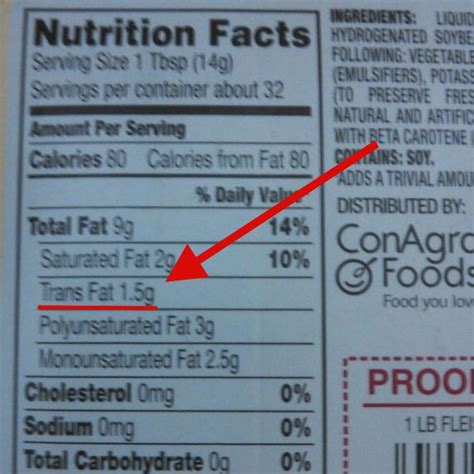 Nutrition Facts
Serving Size 1 Tbsp (14g)
Servings per container about 32
Amount Per Serving
Calories 80 Calories from Fat 80
% Daily Value
Total Fat 9g 14%
Saturated Fat 2g 10%
Trans Fat 1.5g
Polyunsaturated Fat 3g
Monounsaturated Fat 2.5g
Cholesterol 0mg 0%
Sodium 0mg 0%
Total Carbohydrate 0g 0%
INGREDIENTS: LIQUID
HYDROGENATED SOYBE
FOLLOWING: VEGETABLE
(EMULSIFIERS), POTAS
(TO PRESERVE FRES
NATURAL AND ARTIFIC
WITH BETA CAROTENE (
CONTAINS: SOY.
ADDS A TRIVIAL AMOU
DISTRIBUTED BY:
ConAgra
Foods
Food you lov
PROO
1 LB FLEI